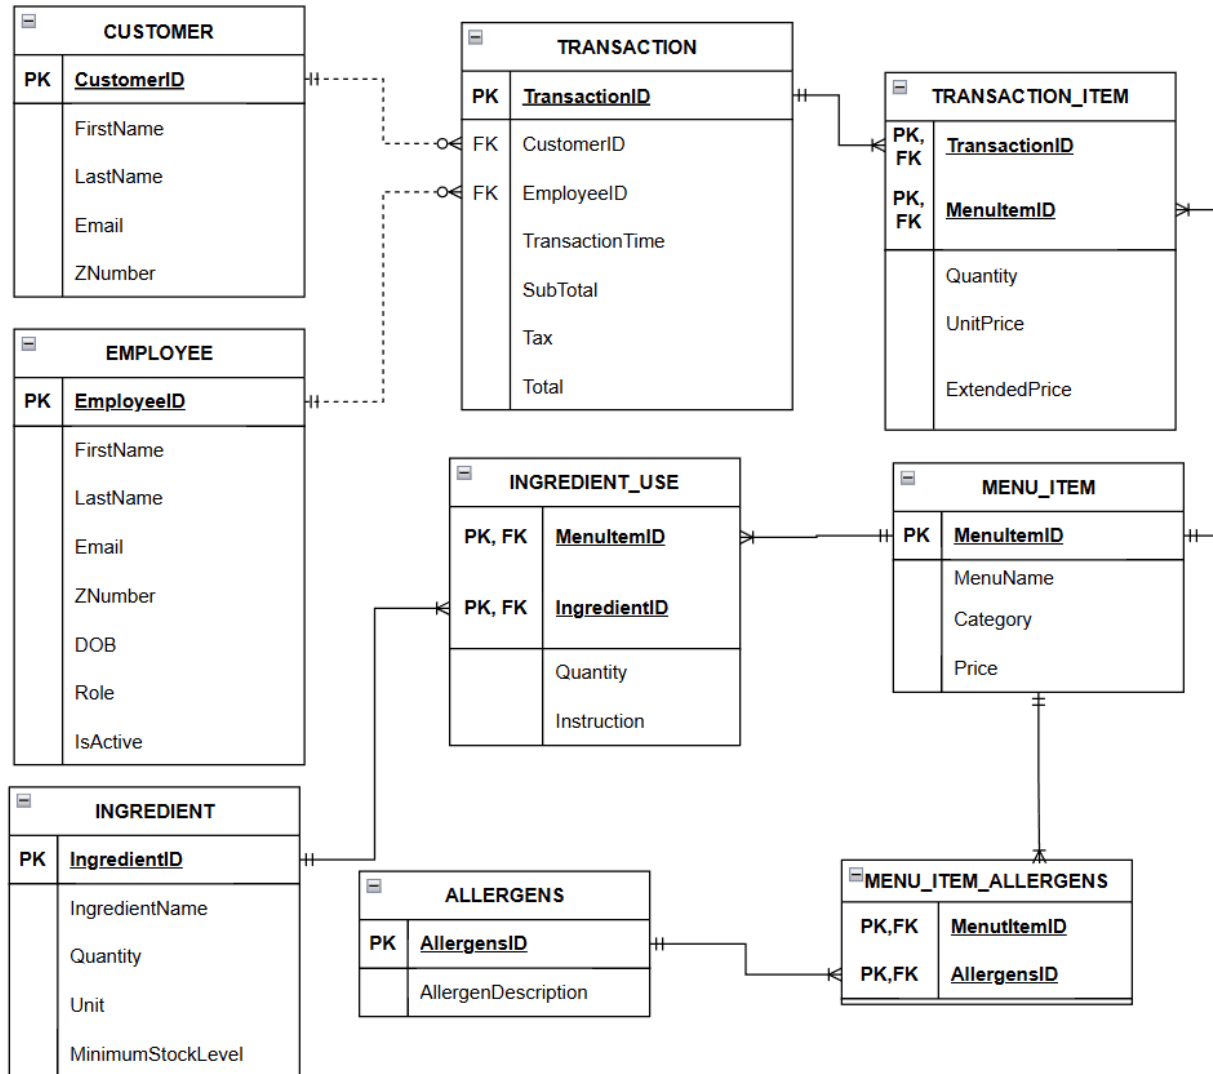 CUSTOMER
PK CustomerID
FirstName
LastName
Email
ZNumber
TRANSACTION
PK TransactionID
FK CustomerID
FK EmployeeID
TransactionTime
SubTotal
Tax
Total
TRANSACTION_ITEM
PK,
FK
TransactionID
PK,
FK
MenuItemID
Quantity
UnitPrice
ExtendedPrice
EMPLOYEE
PK EmployeeID
FirstName
LastName
Email
ZNumber
DOB
Role
IsActive
INGREDIENT_USE
PK, FK MenuItemID
PK, FK IngredientID
Quantity
Instruction
MENU_ITEM
PK MenuItemID
MenuName
Category
Price
INGREDIENT
PK IngredientID
IngredientName
Quantity
Unit
MinimumStockLevel
ALLERGENS
PK AllergensID
AllergenDescription
MENU_ITEM_ALLERGENS
PK,FK MenutItemID
PK,FK AllergensID